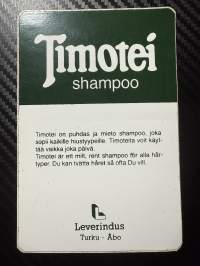 Timotei
shampoo
Timotei on puhdas ja mieto shampoo, joka
sopii kaikille hiustyypeille. Timoteita voit käyt-
tää vaikka joka päivä.
Timotei är ett milt, rent shampoo för alla hår-
typer. Du kan tvätta håret så ofta Du vill.
Leverindus
Turku - Åbo